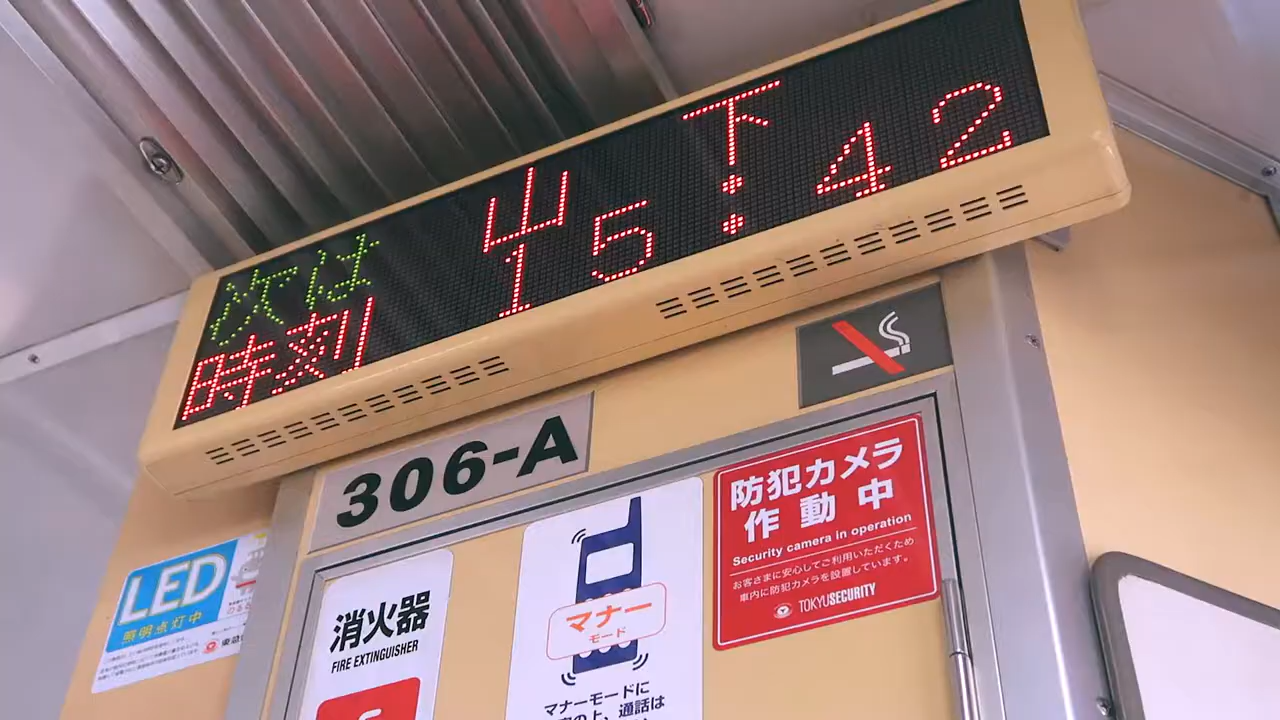 次は 山下
時刻 15:42
306-A
LED
照明点灯中
消火器
FIRE EXTINGUISHER
マナー
モード
マナーモードに
の上、通話は
防犯カメラ
作動中
Security camera in operation
お客さまに安心してご利用いただくため
車内に防犯カメラを設置しています。
TOKYU SECURITY